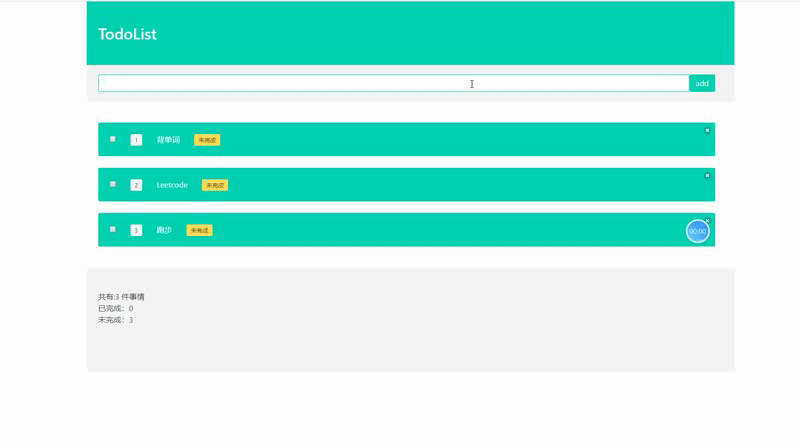 TodoList
add
1 背单词 未完成
2 Leetcode 未完成
3 跑步 未完成
00:00
共有:3 件事情
已完成：0
未完成：3